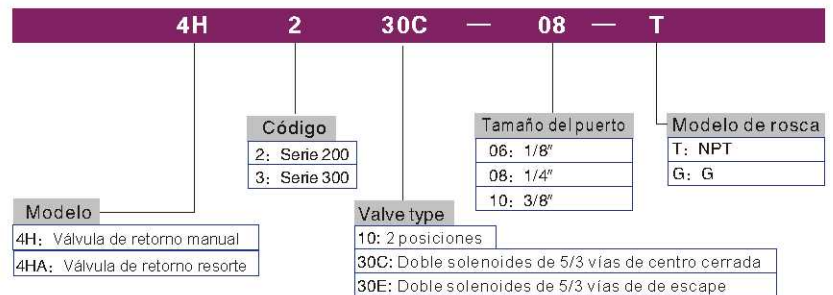 4H 2 30C — 08 — T
Código
2: Serie 200
3: Serie 300
Tamaño del puerto
06: 1/8"
08: 1/4"
10: 3/8"
Modelo de rosca
T: NPT
G: G
Modelo
4H: Válvula de retorno manual
4HA: Válvula de retorno resorte
Valve type
10: 2 posiciones
30C: Doble solenoides de 5/3 vías de centro cerrada
30E: Doble solenoides de 5/3 vías de de escape